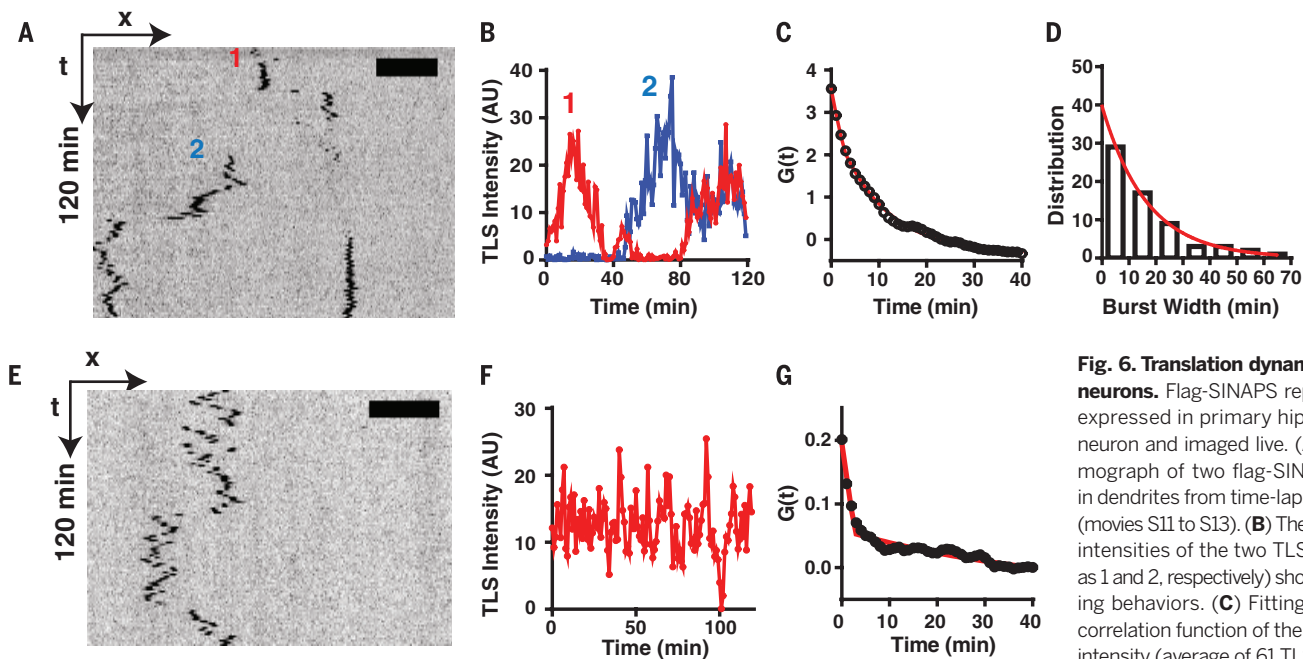 A
x
t
120 min
1
2
B
TLS Intensity (AU)
40
30
20
10
0
1
2
0 40 80 120
Time (min)
C
G(t)
4
3
2
1
0
0 10 20 30 40
Time (min)
D
Distribution
50
40
30
20
10
0
0 10 20 30 40 50 60 70
Burst Width (min)
E
x
t
120 min
F
TLS Intensity (AU)
30
20
10
0
0 50 100
Time (min)
G
G(t)
0.2
0.1
0.0
0 10 20 30 40
Time (min)
Fig. 6. Translation dynam
neurons. Flag-SINAPS rep
expressed in primary hip
neuron and imaged live. (
mograph of two flag-SIN
in dendrites from time-lap
(movies S11 to S13). (B) The
intensities of the two TLS
as 1 and 2, respectively) sho
ing behaviors. (C) Fitting
correlation function of the
intensity (average of 61 TL